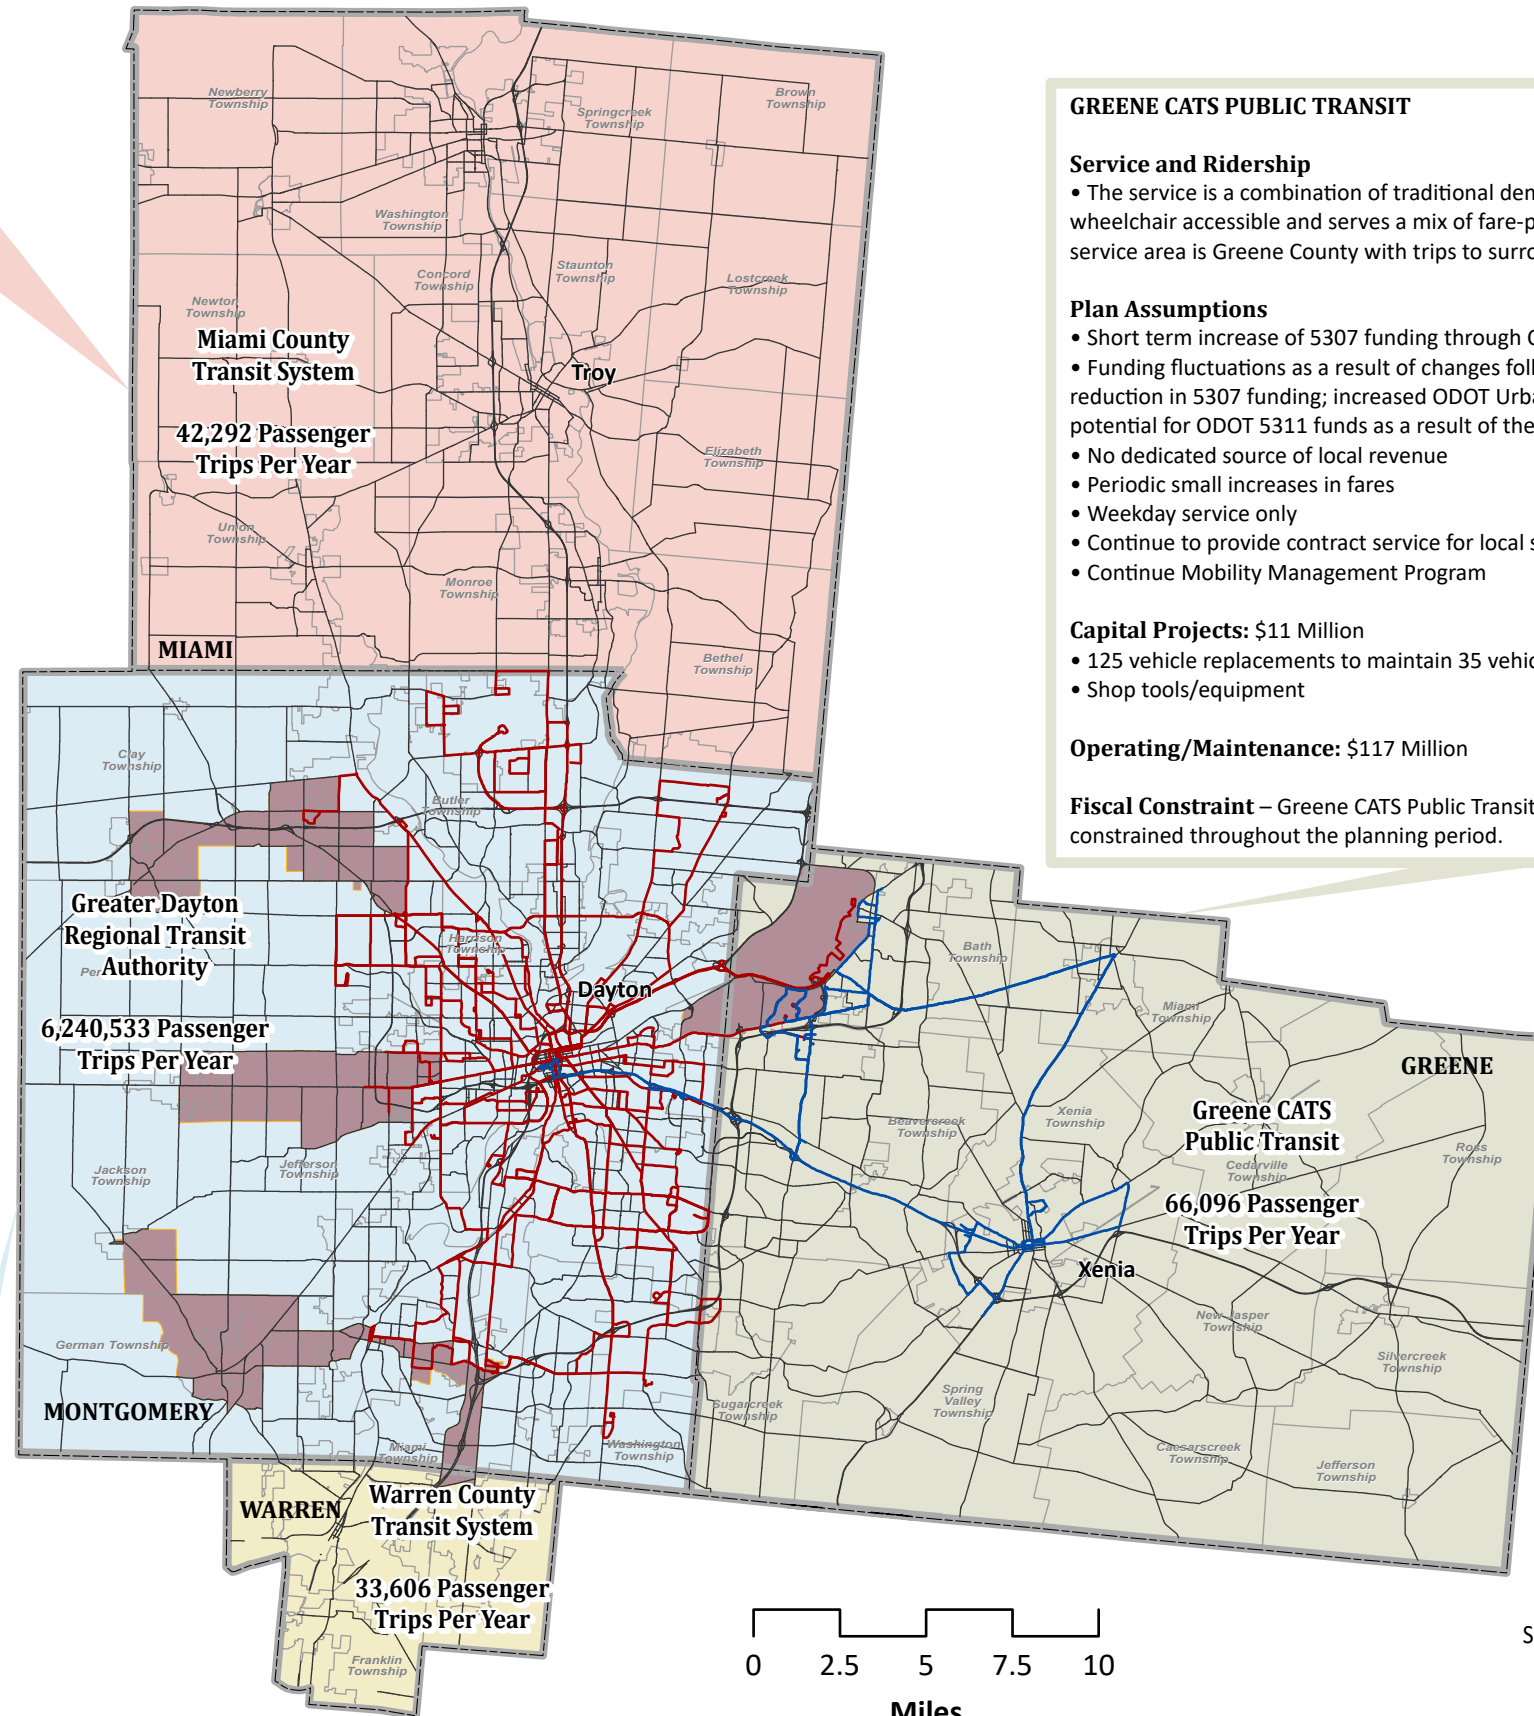 Newberry
Township
Brown
Township
Springcreek
Township
Washington
Township
Concord
Township
Staunton
Township
Lostcreek
Township
Newton
Township
Miami County
Transit System
Troy
42,292 Passenger
Trips Per Year
Elizabeth
Township
Union
Township
Monroe
Township
MIAMI
Bethel
Township
GREENE CATS PUBLIC TRANSIT
Service and Ridership
• The service is a combination of traditional
wheelchair accessible and serves a mix of
service area is Greene County with trips to
Plan Assumptions
• Short term increase of 5307 funding through
• Funding fluctuations as a result of changes
reduction in 5307 funding; increased ODOT
potential for ODOT 5311 funds as a result of the
• No dedicated source of local revenue
• Periodic small increases in fares
• Weekday service only
• Continue to provide contract service for local
• Continue Mobility Management Program
Capital Projects: $11 Million
• 125 vehicle replacements to maintain 35
• Shop tools/equipment
Operating/Maintenance: $117 Million
Fiscal Constraint – Greene CATS Public Transit
constrained throughout the planning period.
Clay
Township
Butler
Township
Greater Dayton
Regional Transit
Authority
Harrison
Township
Dayton
6,240,533 Passenger
Trips Per Year
Jackson
Township
Jefferson
Township
German Township
MONTGOMERY
Miami
Township
Washington
Township
Bath
Township
Miami
Township
GREENE
Beavercreek
Township
Xenia
Township
Greene CATS
Public Transit
Cedarville
Township
Ross
Township
66,096 Passenger
Trips Per Year
Xenia
New Jasper
Township
Silvercreek
Township
Sugarcreek
Township
Spring
Valley
Township
Caesarscreek
Township
Jefferson
Township
WARREN
Warren County
Transit System
33,606 Passenger
Trips Per Year
Franklin
Township
0 2.5 5 7.5 10
Miles